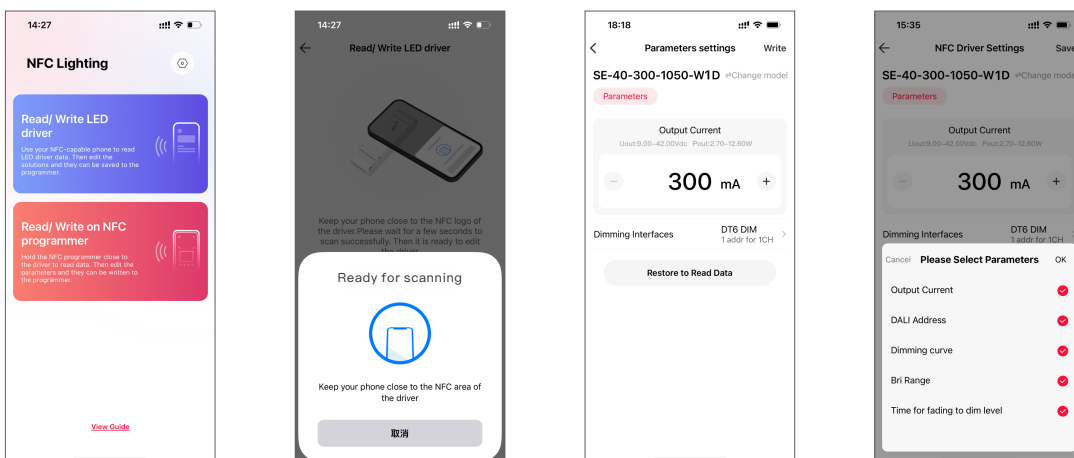 14:27
NFC Lighting
Read/ Write LED
driver
Use your NFC-capable phone to read
LED driver data. Then edit the
solutions and they can be saved to the
programmer.
Read/ Write on NFC
programmer
Hold the NFC programmer close to
the driver to read data. Then edit the
parameters and they can be written to
the programmer.
View Guide
14:27
Read/ Write LED driver
Keep your phone close to the NFC logo of
the driver.Please wait for a few seconds to
scan successfully. Then it is ready to edit
the driver
Ready for scanning
Keep your phone close to the NFC area of
the driver
取消
18:18
Parameters settings Write
SE-40-300-1050-W1D ⇌Change model
Parameters
Output Current
Uout:9.00~42.00Vdc Pout:2.70~12.60W
300 mA +
Dimming Interfaces DT6 DIM
1 addr for 1CH
Restore to Read Data
15:35
NFC Driver Settings Save
SE-40-300-1050-W1D ⇌Change mode
Parameters
Output Current
Uout:9.00~42.00Vdc Pout:2.70~12.60W
300 mA +
Dimming Interfaces DT6 DIM
1 addr for 1CH
Cancel Please Select Parameters OK
Output Current
DALI Address
Dimming curve
Bri Range
Time for fading to dim level